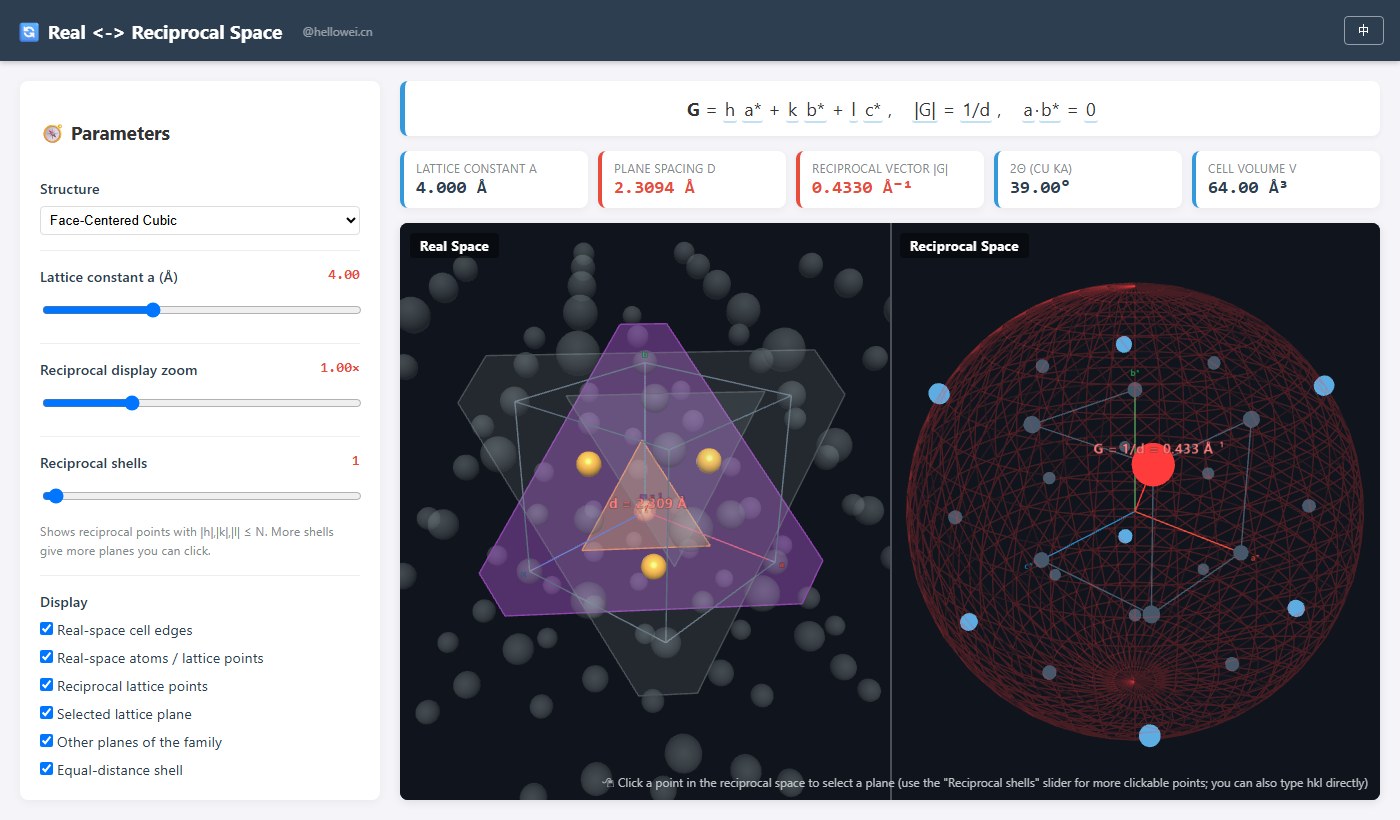 Real <-> Reciprocal Space @hellowei.cn
中
Parameters
Structure
Face-Centered Cubic
Lattice constant a (Å) 4.00
Reciprocal display zoom 1.00×
Reciprocal shells 1
Shows reciprocal points with |h|,|k|,|l| ≤ N. More shells
give more planes you can click.
Display
Real-space cell edges
Real-space atoms / lattice points
Reciprocal lattice points
Selected lattice plane
Other planes of the family
Equal-distance shell
G = h a* + k b* + l c* , |G| = 1/d , a·b* = 0
LATTICE CONSTANT A
4.000 Å
PLANE SPACING D
2.3094 Å
RECIPROCAL VECTOR |G|
0.4330 Å⁻¹
2Θ (CU KΑ)
39.00°
CELL VOLUME V
64.00 Å³
Real Space
d = 2.309 Å
Reciprocal Space
b*
G = 1/d = 0.433 Å⁻¹
c*
a*
Click a point in the reciprocal space to select a plane (use the "Reciprocal shells" slider for more clickable points; you can also type hkl directly)